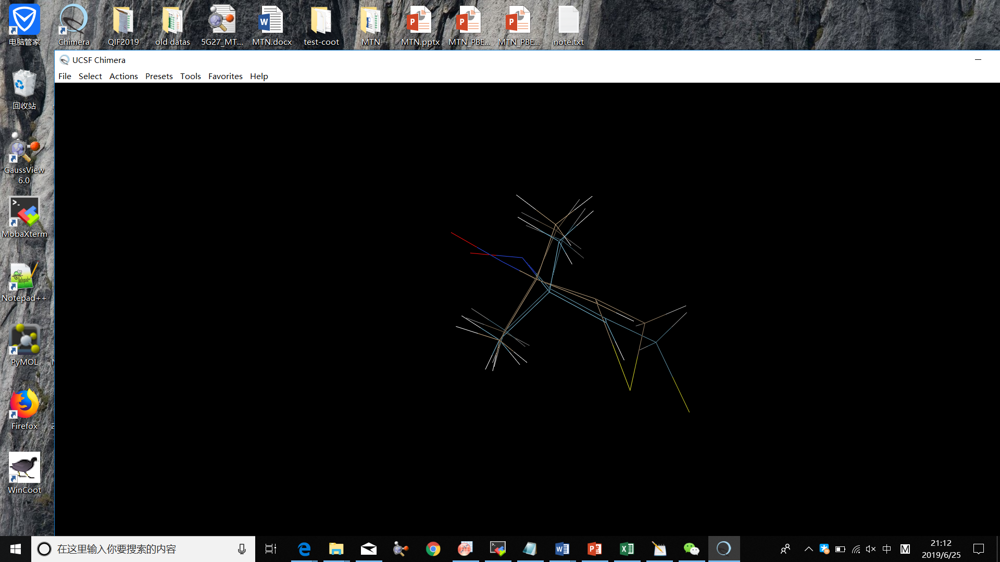 电脑管家
Chimera
QIF2019
old datas
5G27_MT...
MTN.docx
test-coot
MTN
MTN.pptx
MTN_PBE...
MTN_PBE...
note.txt
UCSF Chimera
File Select Actions Presets Tools Favorites Help
回收站
GaussView
6.0
MobaXterm
Notepad++
PyMOL
Firefox
WinCoot
在这里输入你要搜索的内容
中
M
21:12
2019/6/25